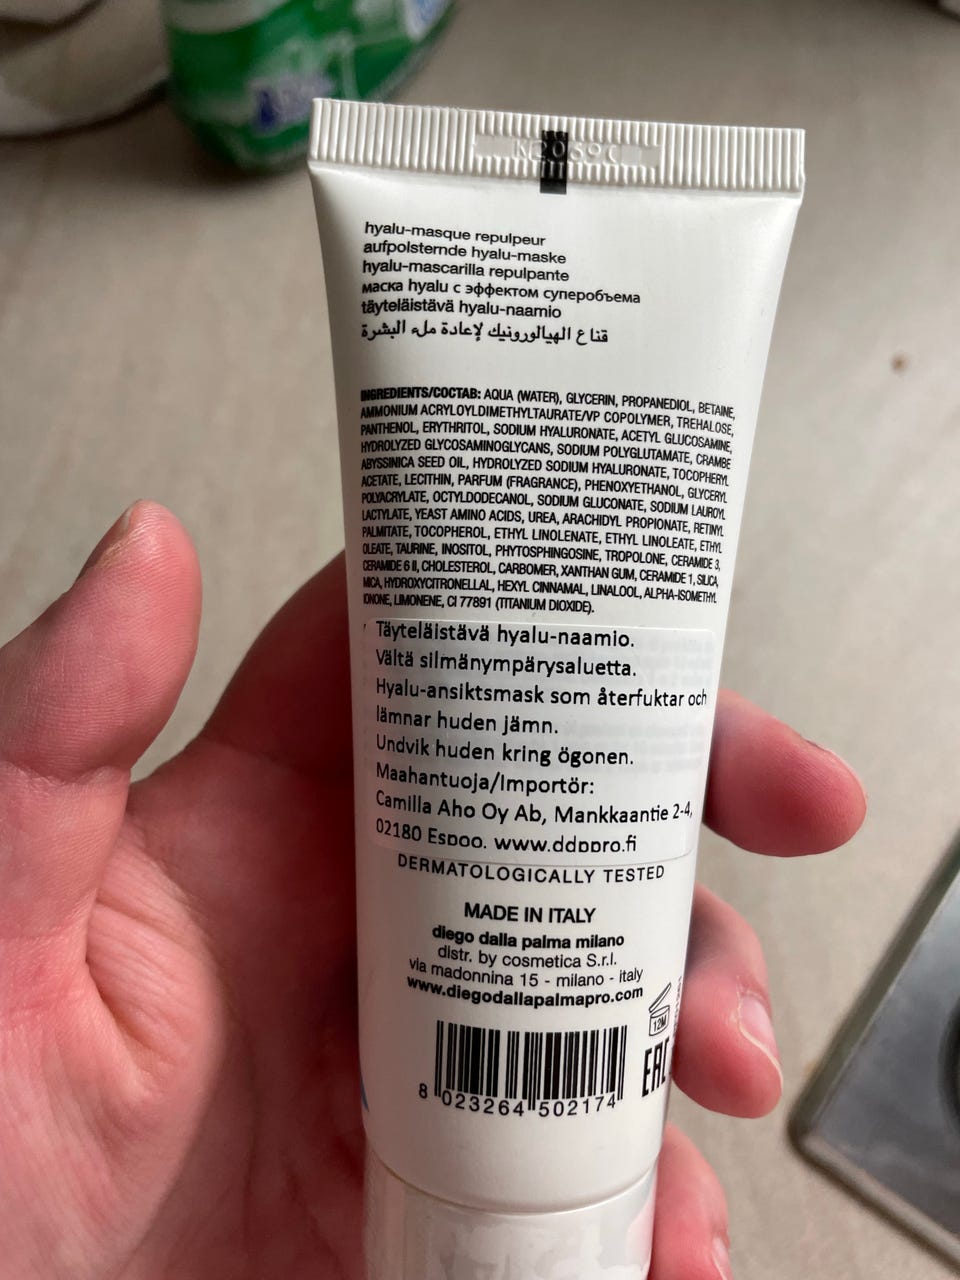 hyalu-masque repulpeur
aufpolsternde hyalu-maske
hyalu-mascarilla repulpante
маска hyalu с эффектом суперобъема
täyteläistävä hyalu-naamio
قناع الهيالورونيك لإعادة ملء البشرة
INGREDIENTS/СОСТАВ: AQUA (WATER), GLYCERIN, PROPANEDIOL, BETAINE,
AMMONIUM ACRYLOYLDIMETHYLTAURATE/VP COPOLYMER, TREHALOSE,
PANTHENOL, ERYTHRITOL, SODIUM HYALURONATE, ACETYL GLUCOSAMINE,
HYDROLYZED GLYCOSAMINOGLYCANS, SODIUM POLYGLUTAMATE, CRAMBE
ABYSSINICA SEED OIL, HYDROLYZED SODIUM HYALURONATE, TOCOPHERYL
ACETATE, LECITHIN, PARFUM (FRAGRANCE), PHENOXYETHANOL, GLYCERYL
POLYACRYLATE, OCTYLDODECANOL, SODIUM GLUCONATE, SODIUM LAUROYL
LACTYLATE, YEAST AMINO ACIDS, UREA, ARACHIDYL PROPIONATE, RETINYL
PALMITATE, TOCOPHEROL, ETHYL LINOLENATE, ETHYL LINOLEATE, ETHYL
OLEATE, TAURINE, INOSITOL, PHYTOSPHINGOSINE, TROPOLONE, CERAMIDE 3,
CERAMIDE 6 II, CHOLESTEROL, CARBOMER, XANTHAN GUM, CERAMIDE 1, SILICA,
MICA, HYDROXYCITRONELLAL, HEXYL CINNAMAL, LINALOOL, ALPHA-ISOMETHYL
IONONE, LIMONENE, CI 77891 (TITANIUM DIOXIDE).
Täyteläistävä hyalu-naamio.
Vältä silmänympärysaluetta.
Hyalu-ansiktsmask som återfuktar och
lämnar huden jämn.
Undvik huden kring ögonen.
Maahantuoja/Importör:
Camilla Aho Oy Ab, Mankkaantie 2-4,
02180 Espoo. www.ddppro.fi
DERMATOLOGICALLY TESTED
MADE IN ITALY
diego dalla palma milano
distr. by cosmetica S.r.l.
via madonnina 15 - milano - italy
www.diegodallapalmapro.com
12M
EAC
8 023264 502174